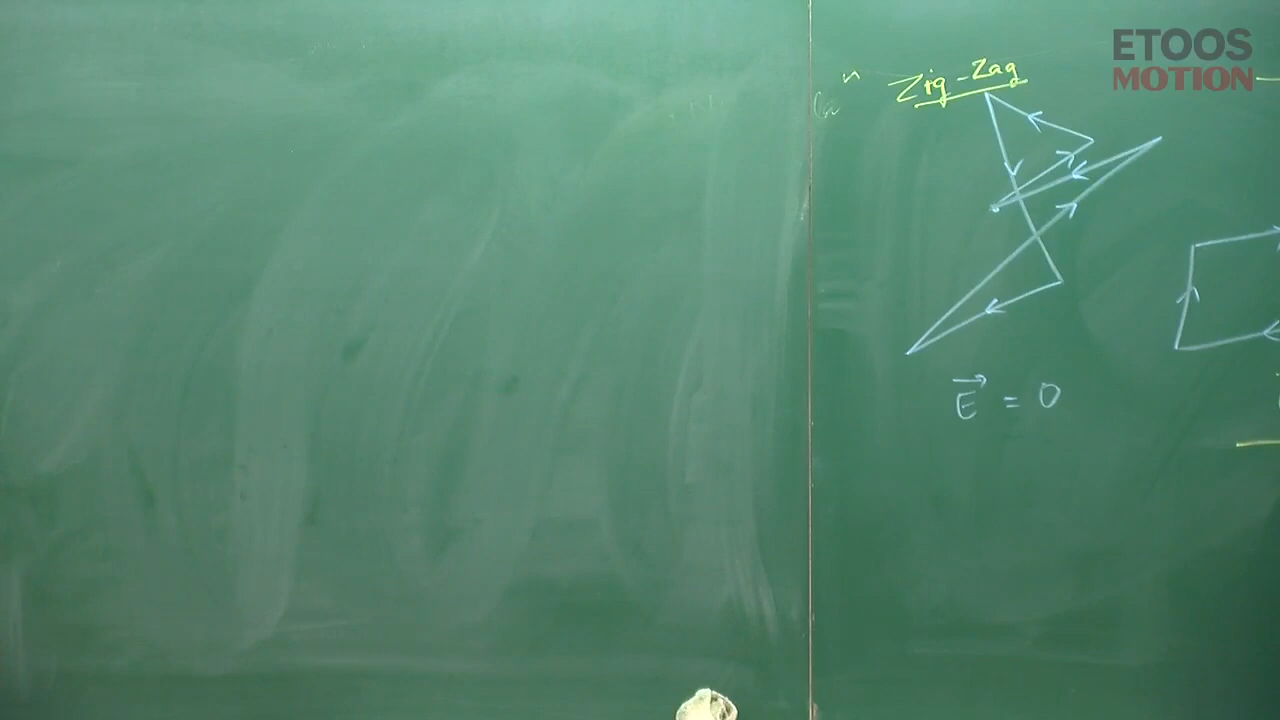 ETOOS
MOTION
Zig-Zag
E⃗ = 0